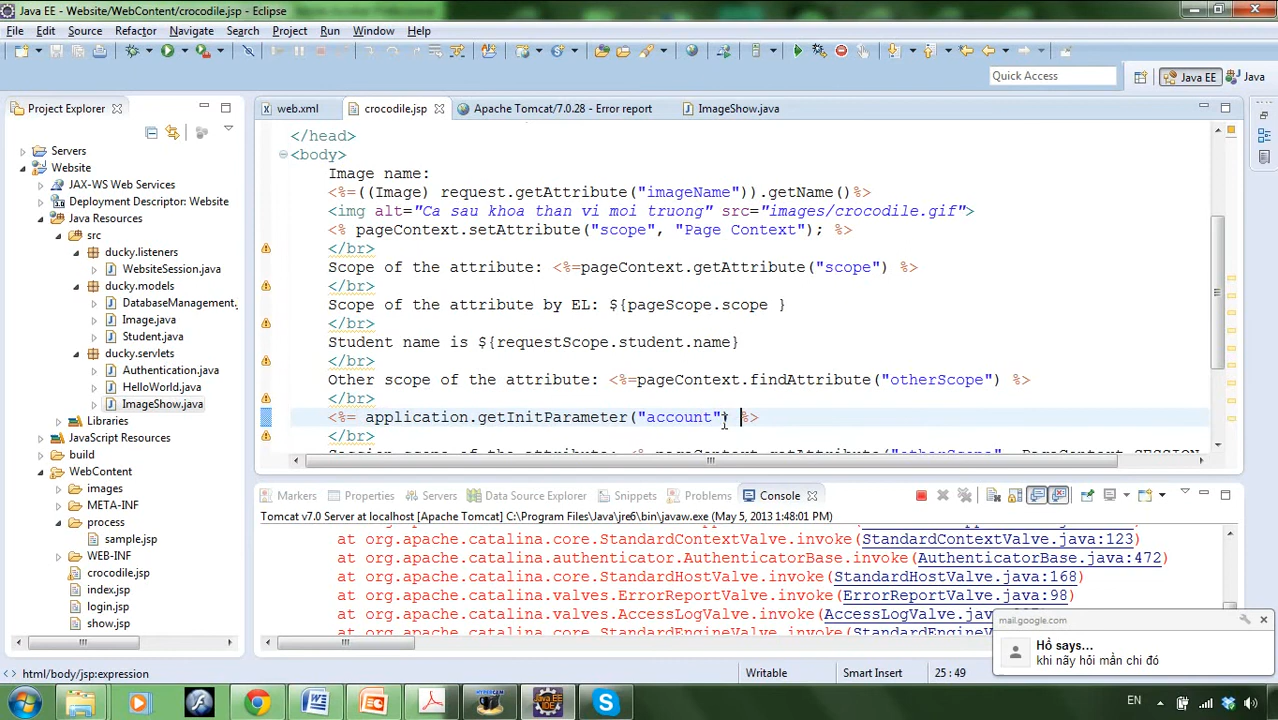 Java EE - Website/WebContent/crocodile.jsp - Eclipse
File Edit Source Refactor Navigate Search Project Run Window Help
Quick Access
Java EE
Java
Project Explorer
web.xml
crocodile.jsp
Apache Tomcat/7.0.28 - Error report
ImageShow.java
Servers
Website
JAX-WS Web Services
Deployment Descriptor: Website
Java Resources
src
ducky.listeners
WebsiteSession.java
ducky.models
DatabaseManagement.
Image.java
Student.java
ducky.servlets
Authentication.java
HelloWorld.java
ImageShow.java
Libraries
JavaScript Resources
build
WebContent
images
META-INF
process
sample.jsp
WEB-INF
crocodile.jsp
index.jsp
login.jsp
show.jsp
</head>
<body>
Image name:
<%=((Image) request.getAttribute("imageName")).getName()%>
<img alt="Ca sau khoa than vi moi truong" src="images/crocodile.gif">
<% pageContext.setAttribute("scope", "Page Context"); %>
</br>
Scope of the attribute: <%=pageContext.getAttribute("scope") %>
</br>
Scope of the attribute by EL: ${pageScope.scope }
</br>
Student name is ${requestScope.student.name}
</br>
Other scope of the attribute: <%=pageContext.findAttribute("otherScope") %>
</br>
<%= application.getInitParameter("account") %>
</br>
Markers Properties Servers Data Source Explorer Snippets Problems Console
Tomcat v7.0 Server at localhost [Apache Tomcat] C:\Program Files\Java\jre6\bin\javaw.exe (May 5, 2013 1:48:01 PM)
at org.apache.catalina.core.StandardContextValve.invoke(StandardContextValve.java:123)
at org.apache.catalina.authenticator.AuthenticatorBase.invoke(AuthenticatorBase.java:472)
at org.apache.catalina.core.StandardHostValve.invoke(StandardHostValve.java:168)
at org.apache.catalina.valves.ErrorReportValve.invoke(ErrorReportValve.java:98)
at org.apache.catalina.valves.AccessLogValve.invoke(AccessLogValve.java
mail.google.com
Hồ says...
khi nãy hỏi mằn chi đó
html/body/jsp:expression
Writable
Smart Insert
25 : 49
EN